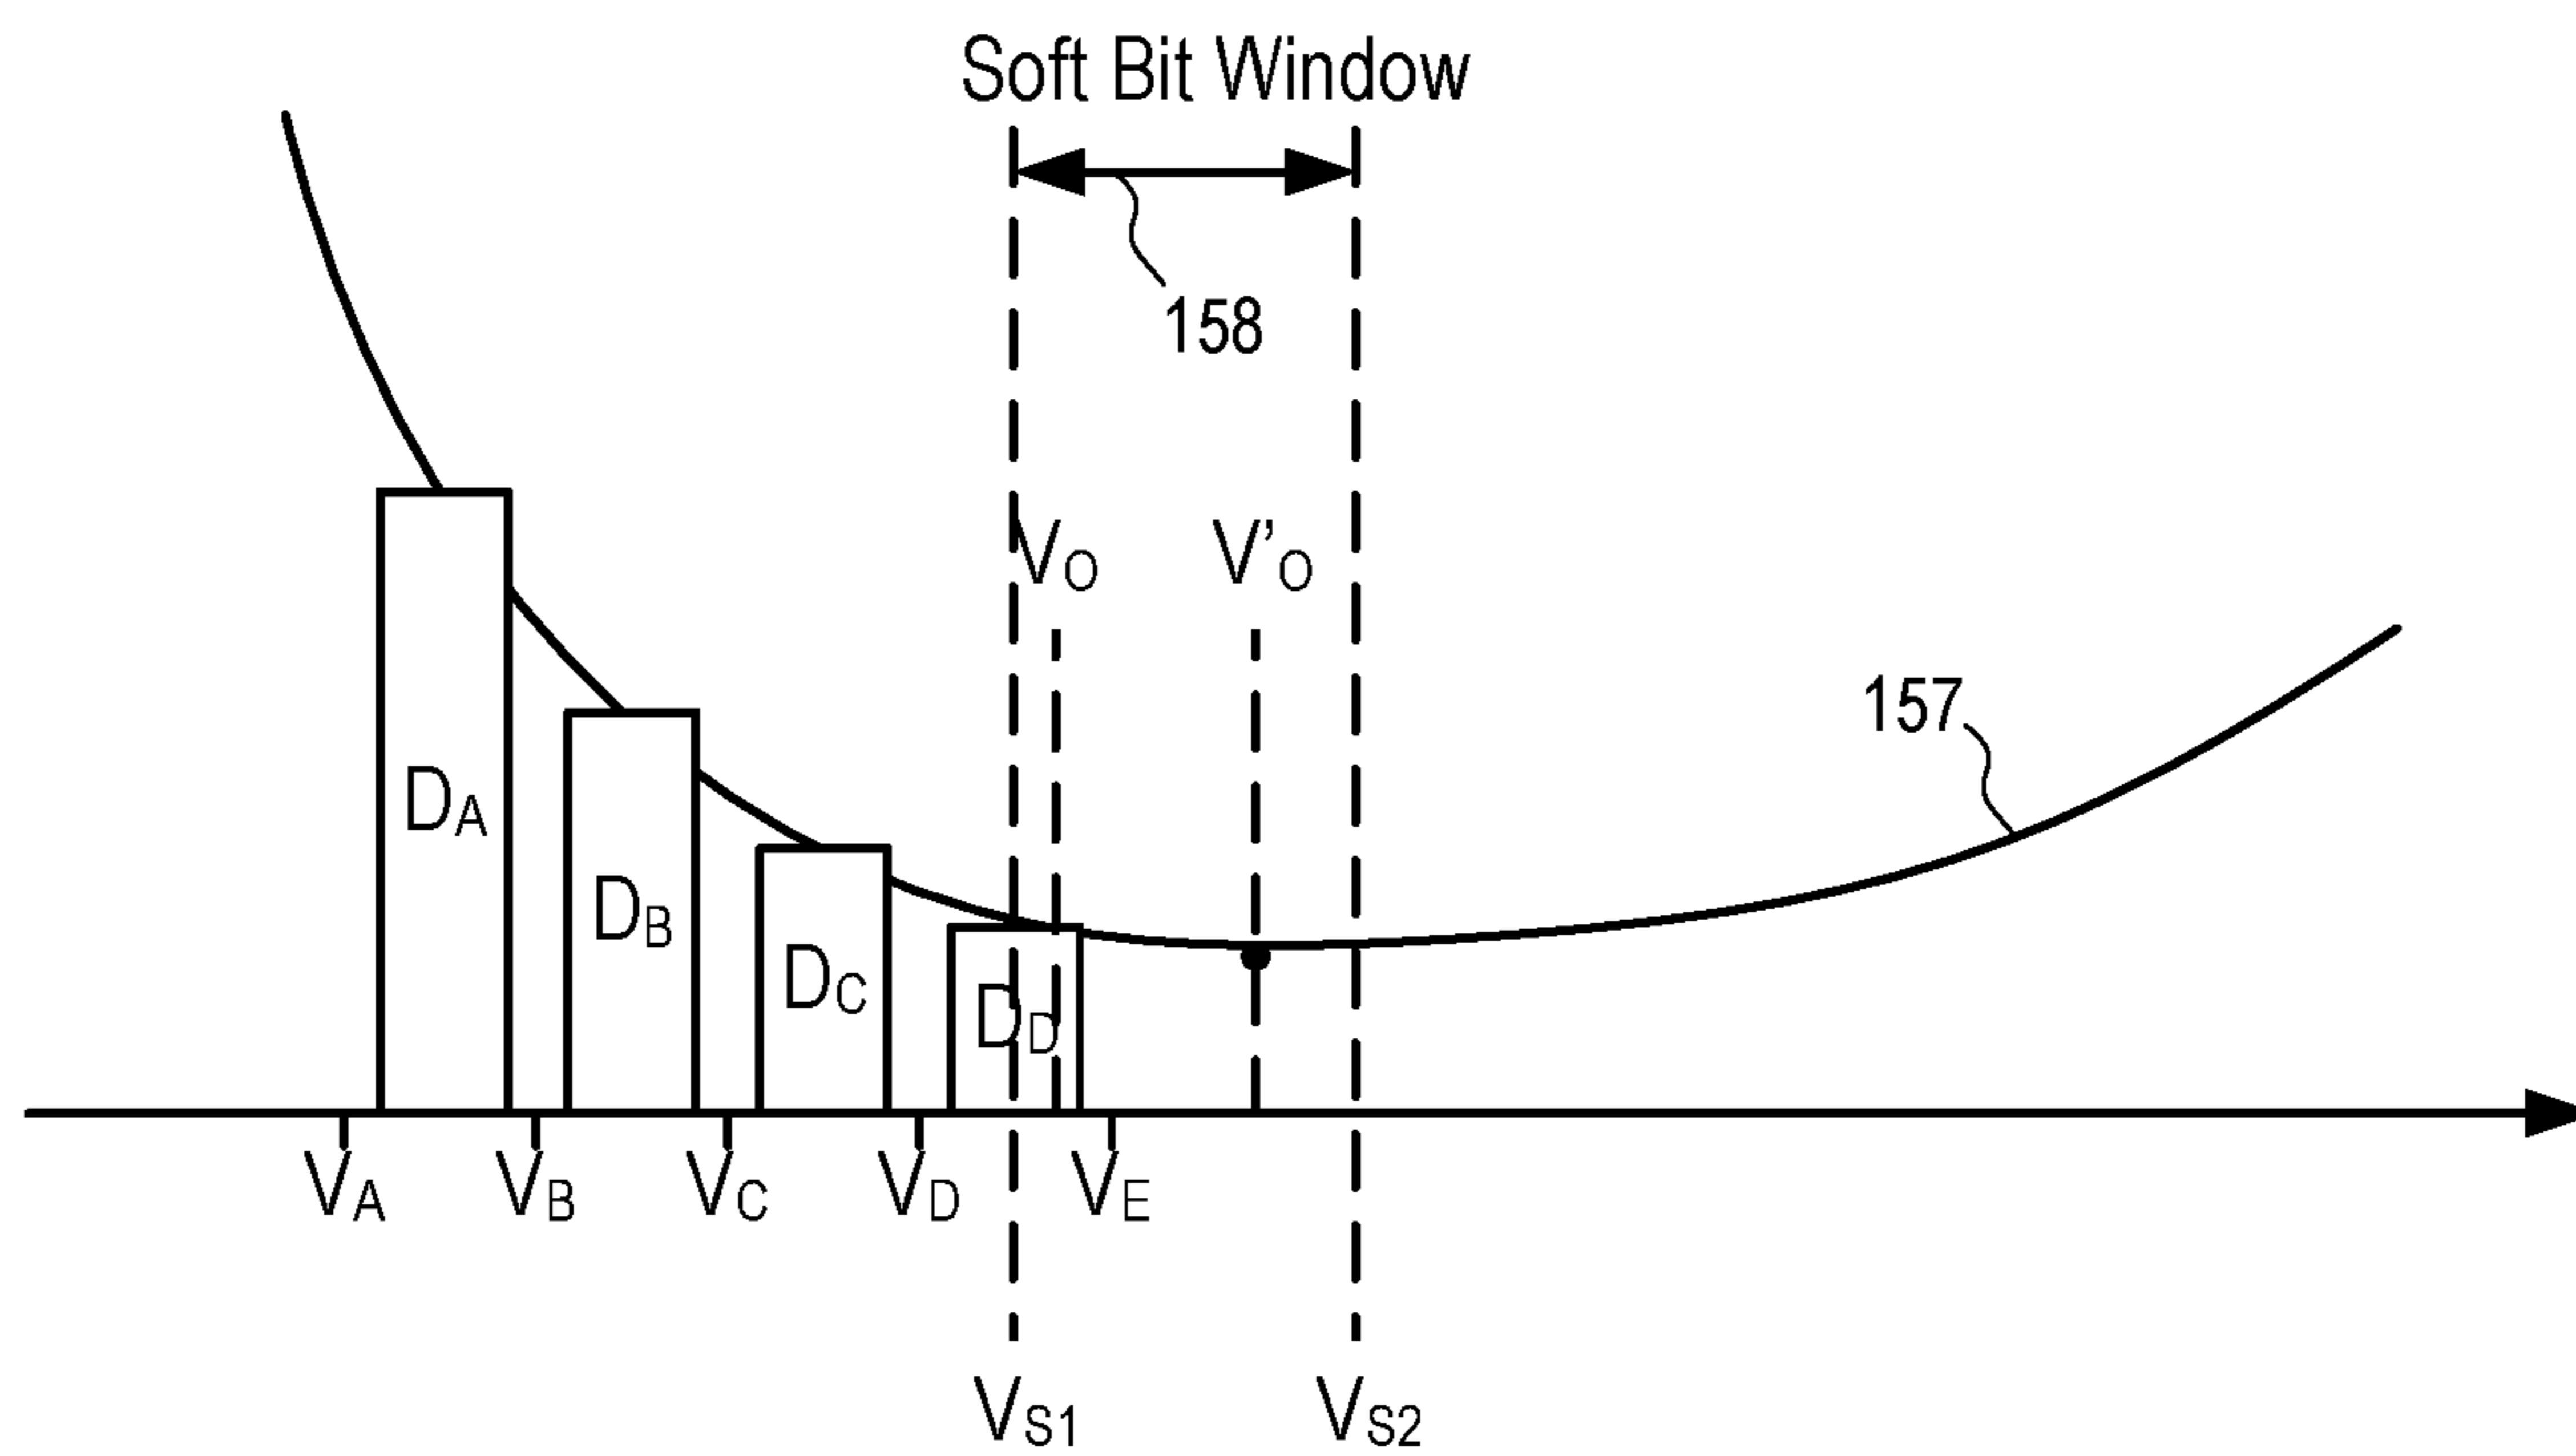 Soft Bit Window
158
VO
V’O
157
DA
DB
DC
DD
VA
VB
VC
VD
VE
VS1
VS2